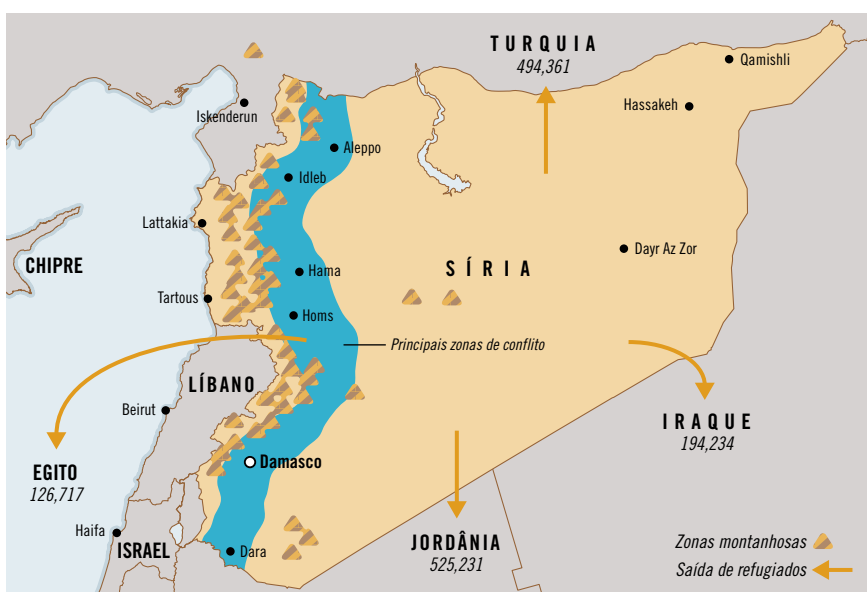 TURQUIA
494,361
Qamishli
Hassakeh
Iskenderun
Aleppo
Idleb
Lattakia
Dayr Az Zor
SÍRIA
CHIPRE
Hama
Tartous
Homs
Principais zonas de conflito
LÍBANO
Beirut
IRAQUE
194,234
EGITO
126,717
Damasco
Haifa
ISRAEL
Dara
JORDÂNIA
525,231
Zonas montanhosas
Saída de refugiados